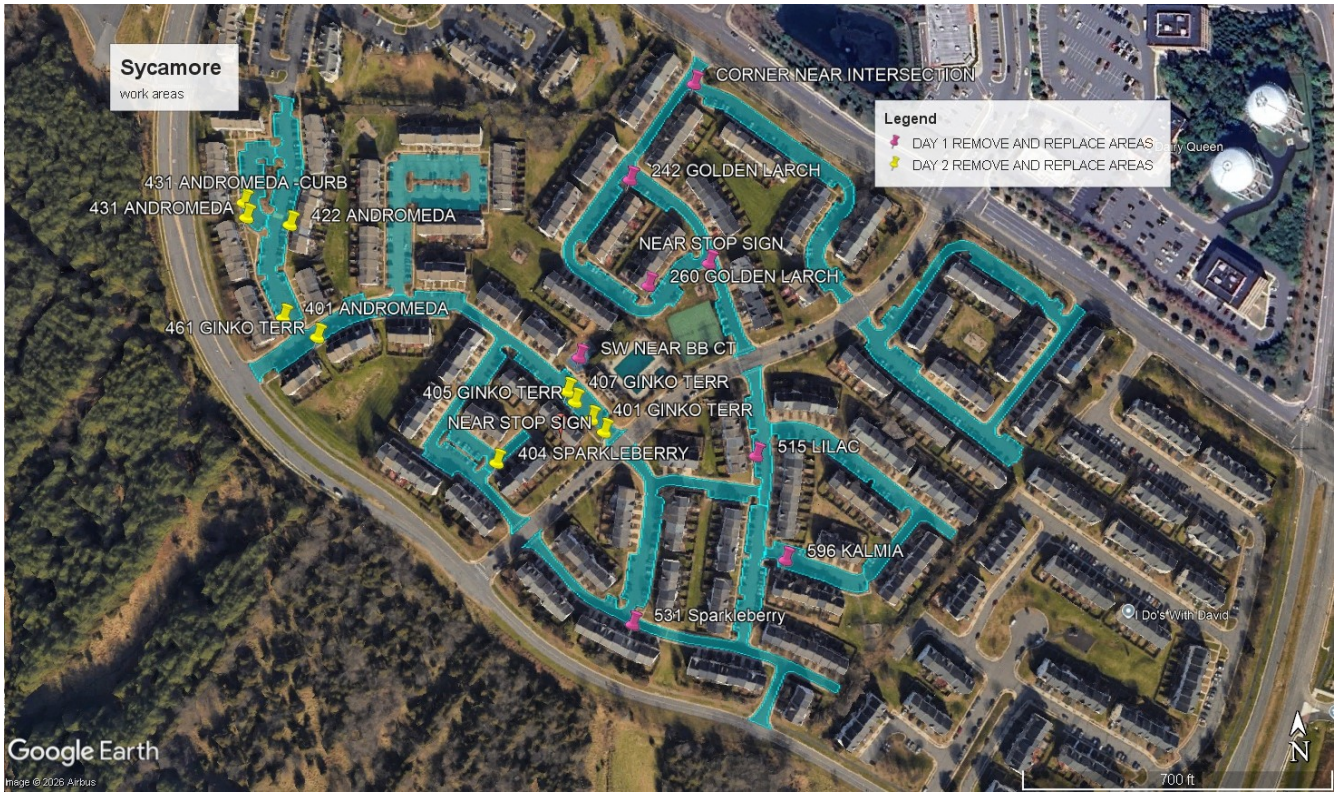 Sycamore
work areas
CORNER NEAR INTERSECTION
Legend
DAY 1 REMOVE AND REPLACE AREAS
DAY 2 REMOVE AND REPLACE AREAS
Dairy Queen
242 GOLDEN LARCH
431 ANDROMEDA -CURB
431 ANDROMEDA
422 ANDROMEDA
NEAR STOP SIGN
260 GOLDEN LARCH
401 ANDROMEDA
461 GINKO TERR
SW NEAR BB CT
407 GINKO TERR
405 GINKO TERR
401 GINKO TERR
NEAR STOP SIGN
515 LILAC
404 SPARKLEBERRY
596 KALMIA
531 Sparkleberry
I Do's With David
Google Earth
Image © 2026 Airbus
N
700 ft